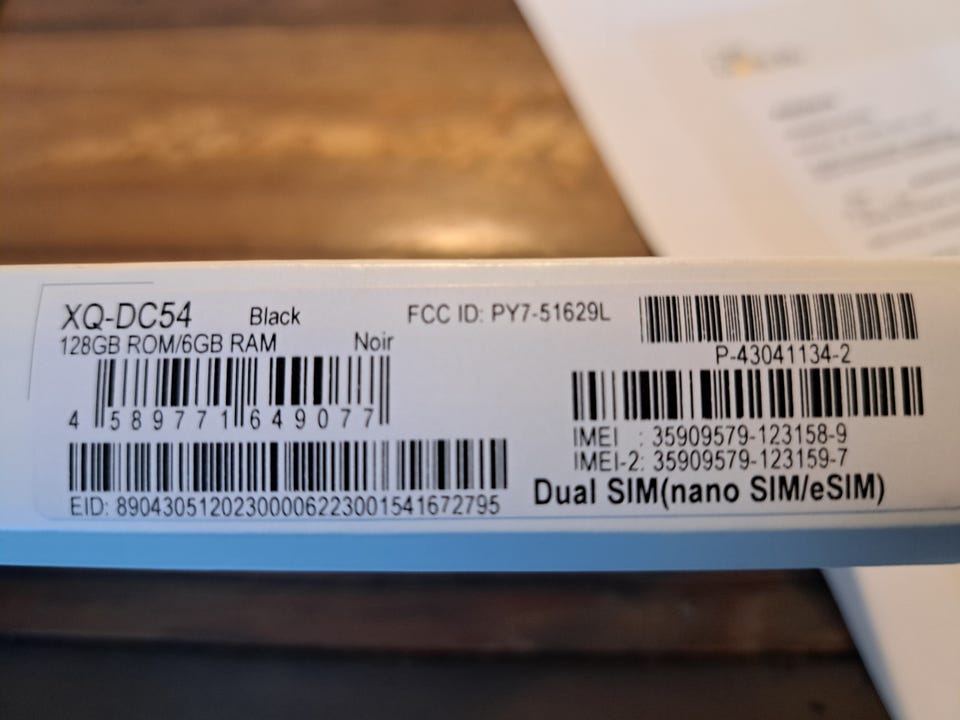 XQ-DC54 Black
128GB ROM/6GB RAM Noir
4 589771 649077
EID: 89043051202300006223001541672795
FCC ID: PY7-51629L
P-43041134-2
IMEI : 35909579-123158-9
IMEI-2: 35909579-123159-7
Dual SIM(nano SIM/eSIM)